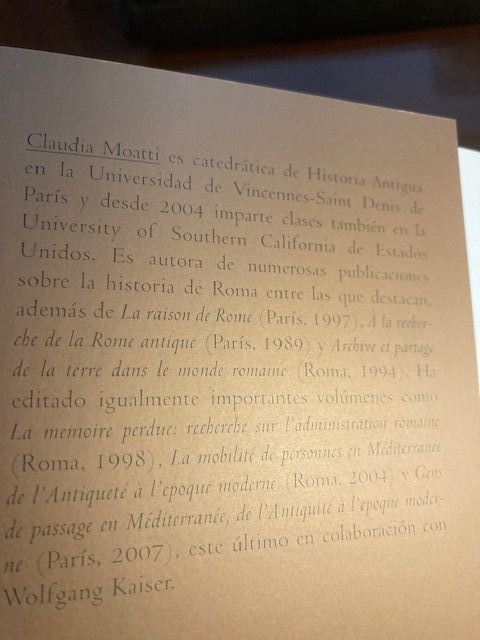 Claudia Moatti es catedrática de Historia Antigua
en la Universidad de Vincennes-Saint Denis de
París y desde 2004 imparte clases también en la
University of Southern California de Estados
Unidos. Es autora de numerosas publicaciones
sobre la historia de Roma entre las que destacan,
además de La raison de Rome (París, 1997), A la recher-
che de la Rome antique (París, 1989) y Archive et partage
de la terre dans le monde romaine (Roma, 1994). Ha
editado igualmente importantes volúmenes como
La memoire perdue: recherche sur l'administration romaine
(Roma, 1998), La mobilité de personnes en Méditerranée
de l'Antiqueté à l'epoque moderne (Roma, 2004) y Gens
de passage en Méditerranée, de l'Antiquité à l'epoque moder-
ne (París, 2007), este último en colaboración con
Wolfgang Kaiser.